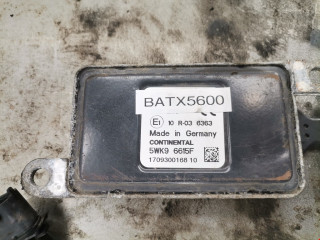 BATX5600
E1 10 R-03 6363
Made in Germany
CONTINENTAL
5WK9 6615F
1709300168 10